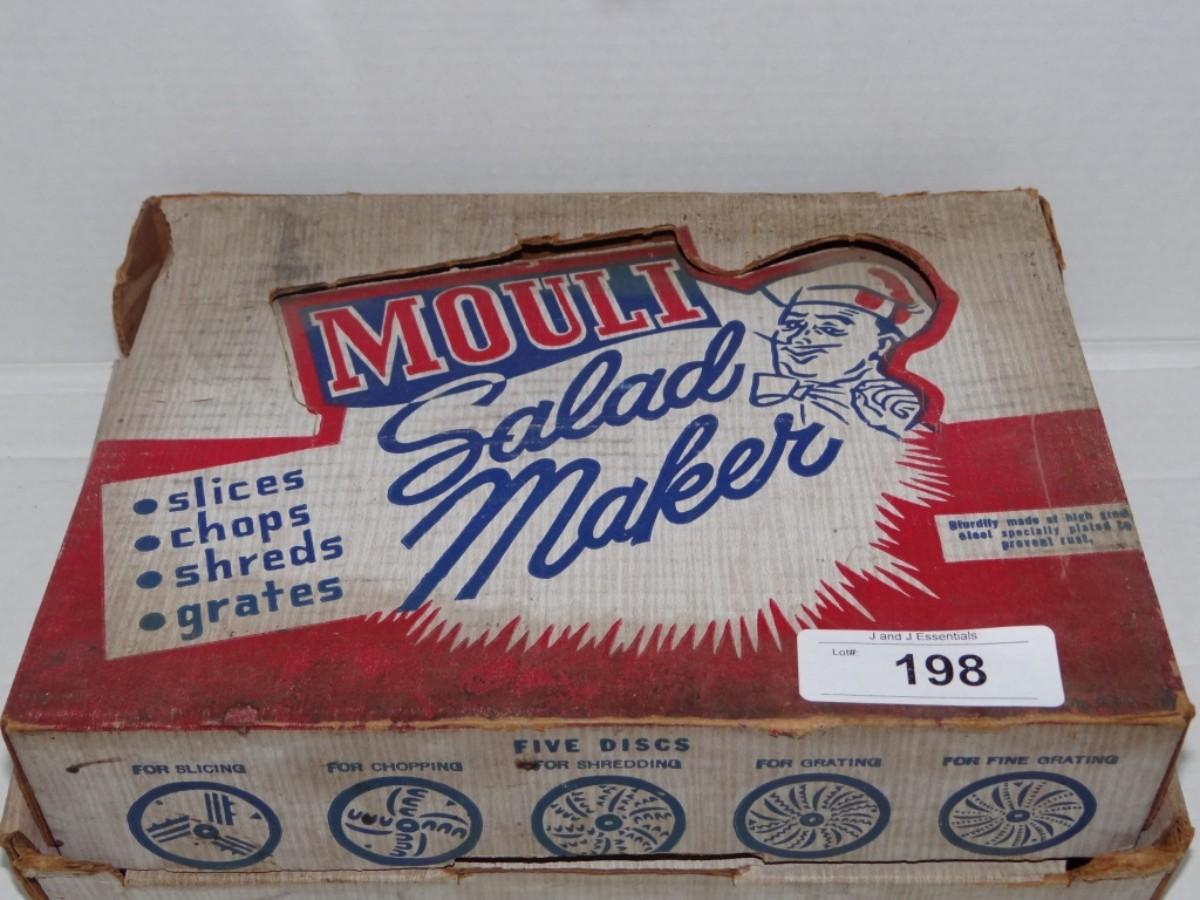 MOULI
Salad
Maker
• slices
• chops
• shreds
• grates
Sturdily made of high grad
steel specially plated to
prevent rust.
J and J Essentials
Lot#:
198
FIVE DISCS
FOR SLICING
FOR CHOPPING
FOR SHREDDING
FOR GRATING
FOR FINE GRATING